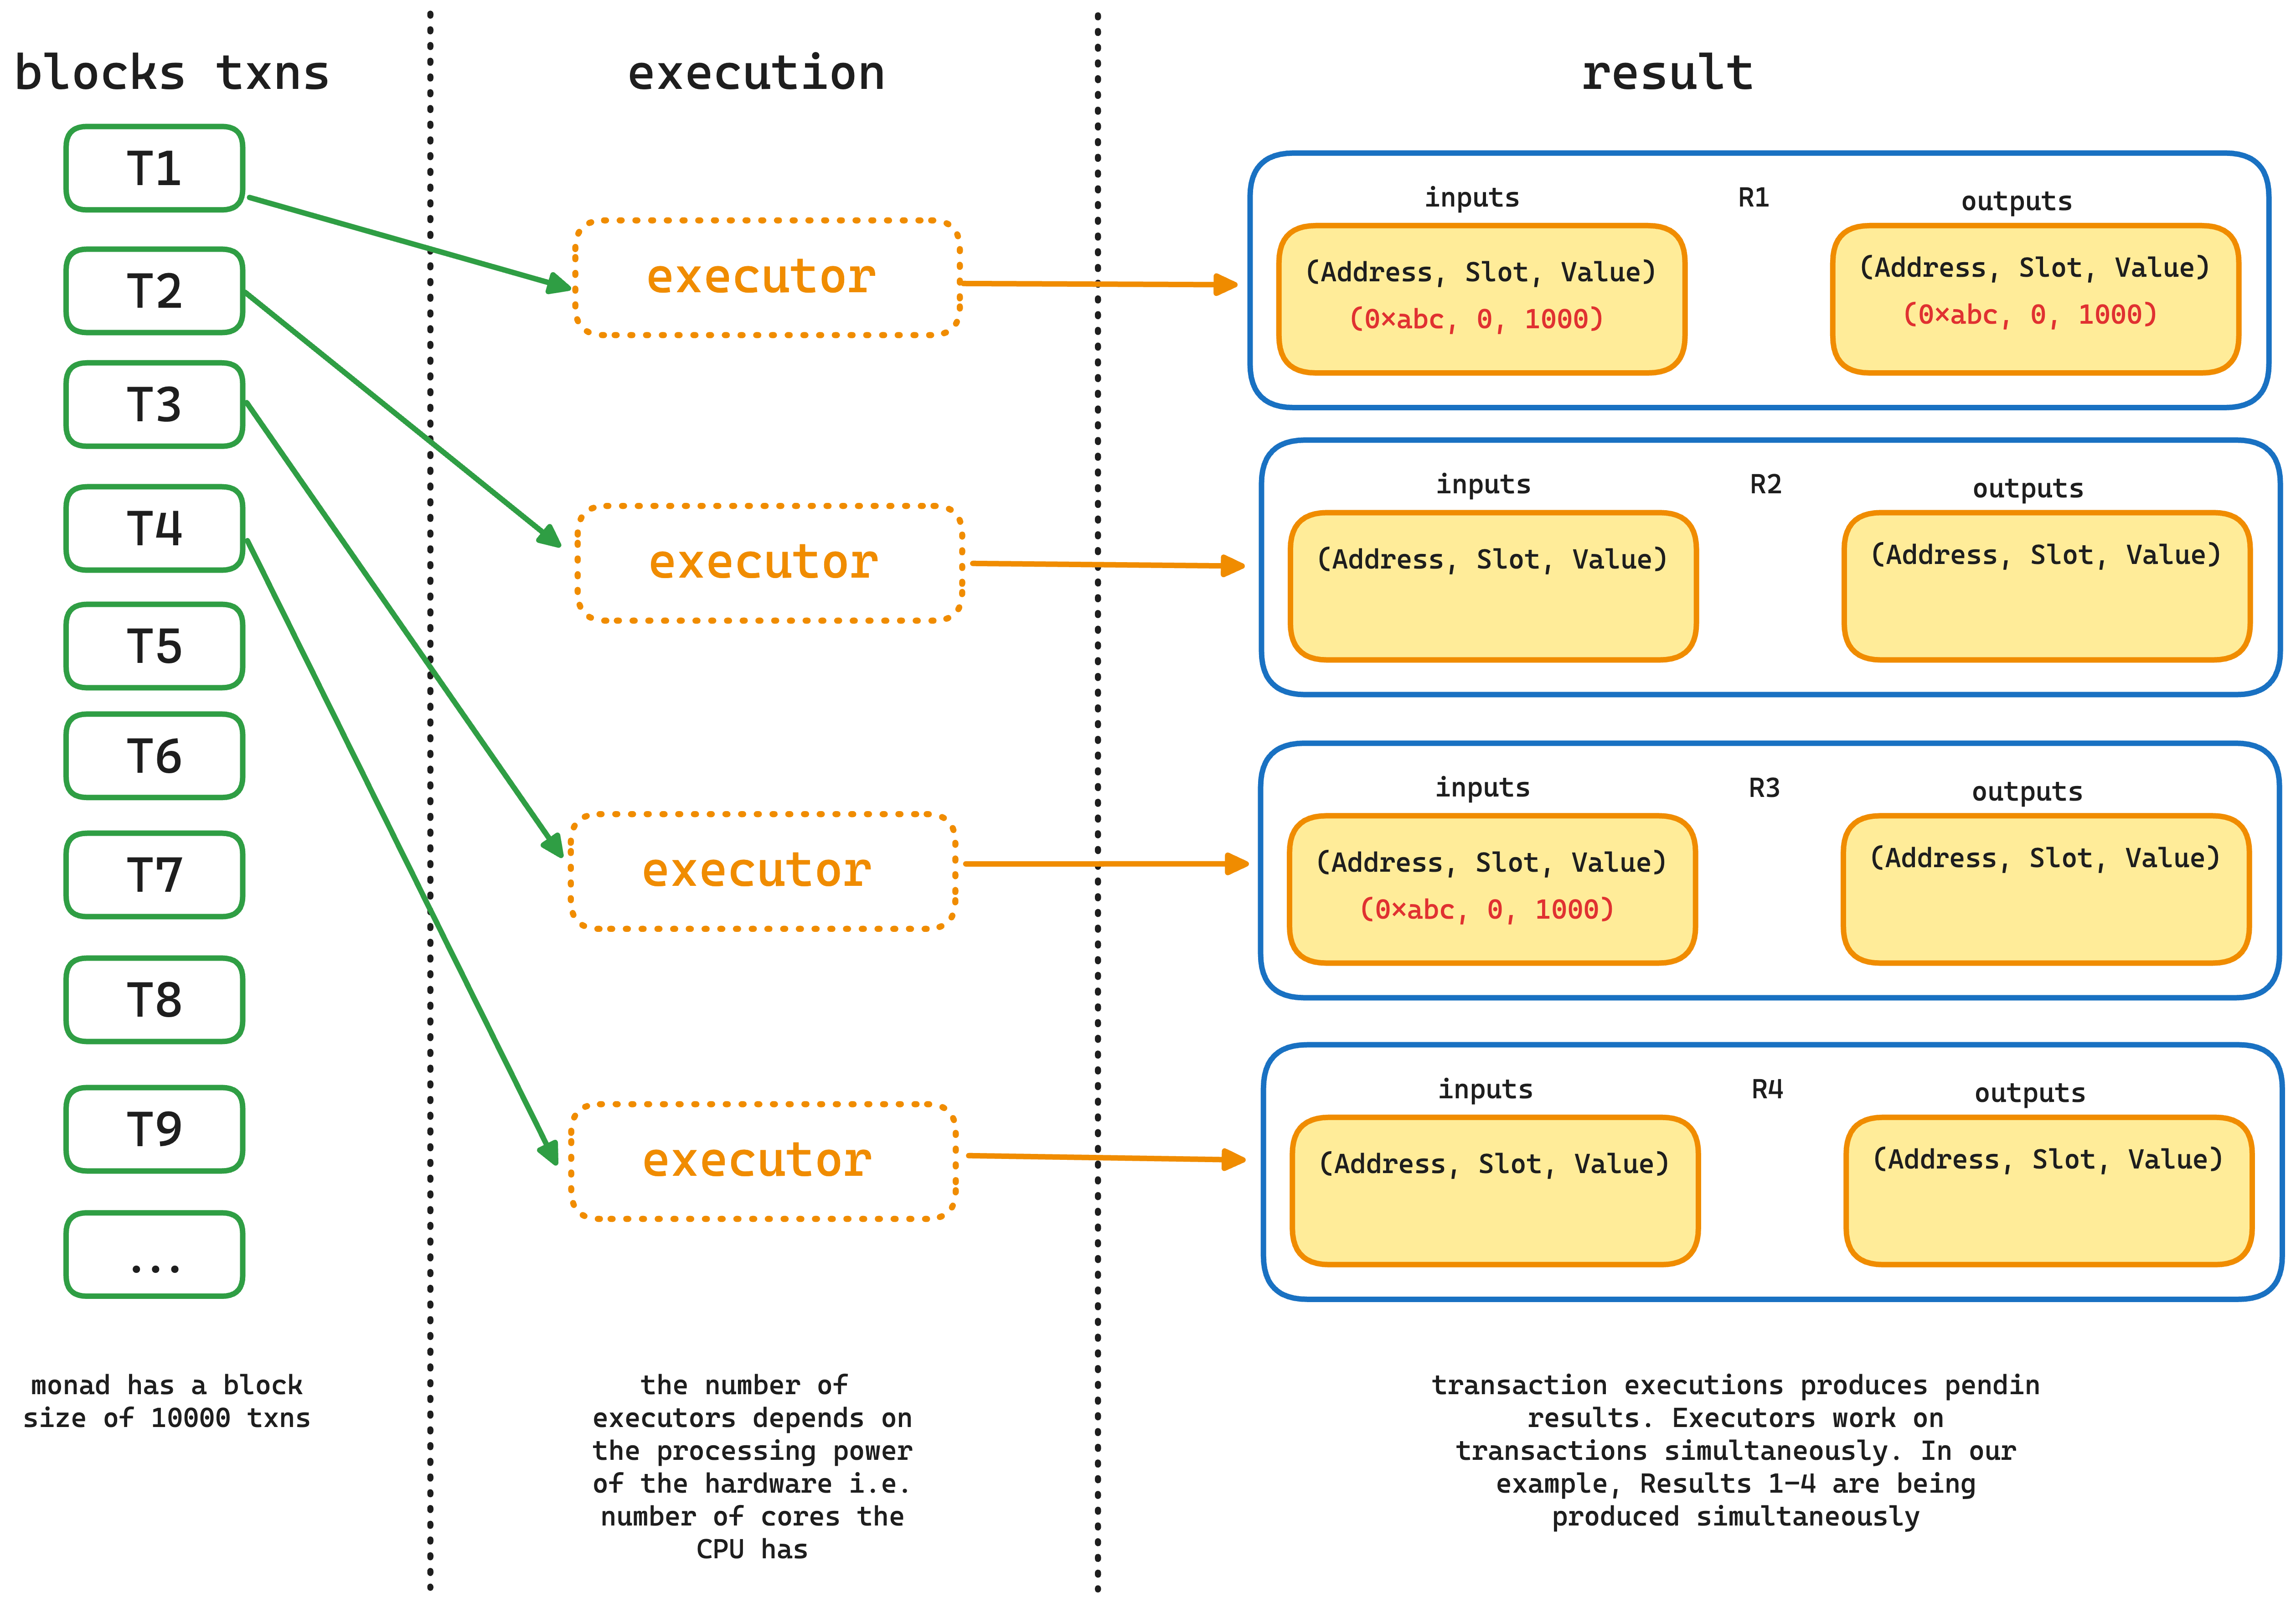 blocks txns
T1
T2
T3
T4
T5
T6
T7
T8
T9
...
monad has a block
size of 10000 txns
execution
executor
executor
executor
executor
the number of
executors depends on
the processing power
of the hardware i.e.
number of cores the
CPU has
result
inputs R1 outputs
(Address, Slot, Value) (Address, Slot, Value)
(0×abc, 0, 1000) (0×abc, 0, 1000)
inputs R2 outputs
(Address, Slot, Value) (Address, Slot, Value)
inputs R3 outputs
(Address, Slot, Value) (Address, Slot, Value)
(0×abc, 0, 1000)
inputs R4 outputs
(Address, Slot, Value) (Address, Slot, Value)
transaction executions produces pendin
results. Executors work on
transactions simultaneously. In our
example, Results 1-4 are being
produced simultaneously